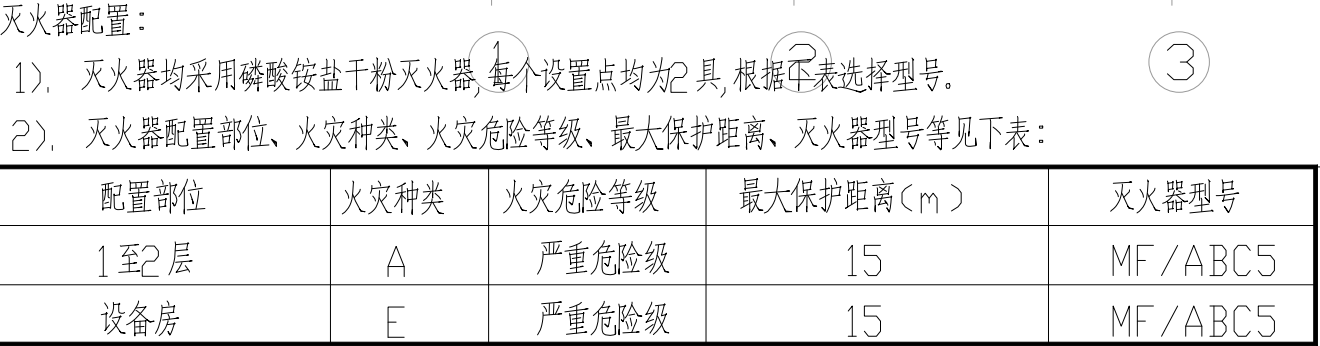 灭火器配置：
① ② ③
1). 灭火器均采用磷酸铵盐干粉灭火器,每个设置点均为2具,根据下表选择型号。
2). 灭火器配置部位、火灾种类、火灾危险等级、最大保护距离、灭火器型号等见下表：
配置部位 火灾种类 火灾危险等级 最大保护距离(m) 灭火器型号
1至2层 A 严重危险级 15 MF/ABC5
设备房 E 严重危险级 15 MF/ABC5